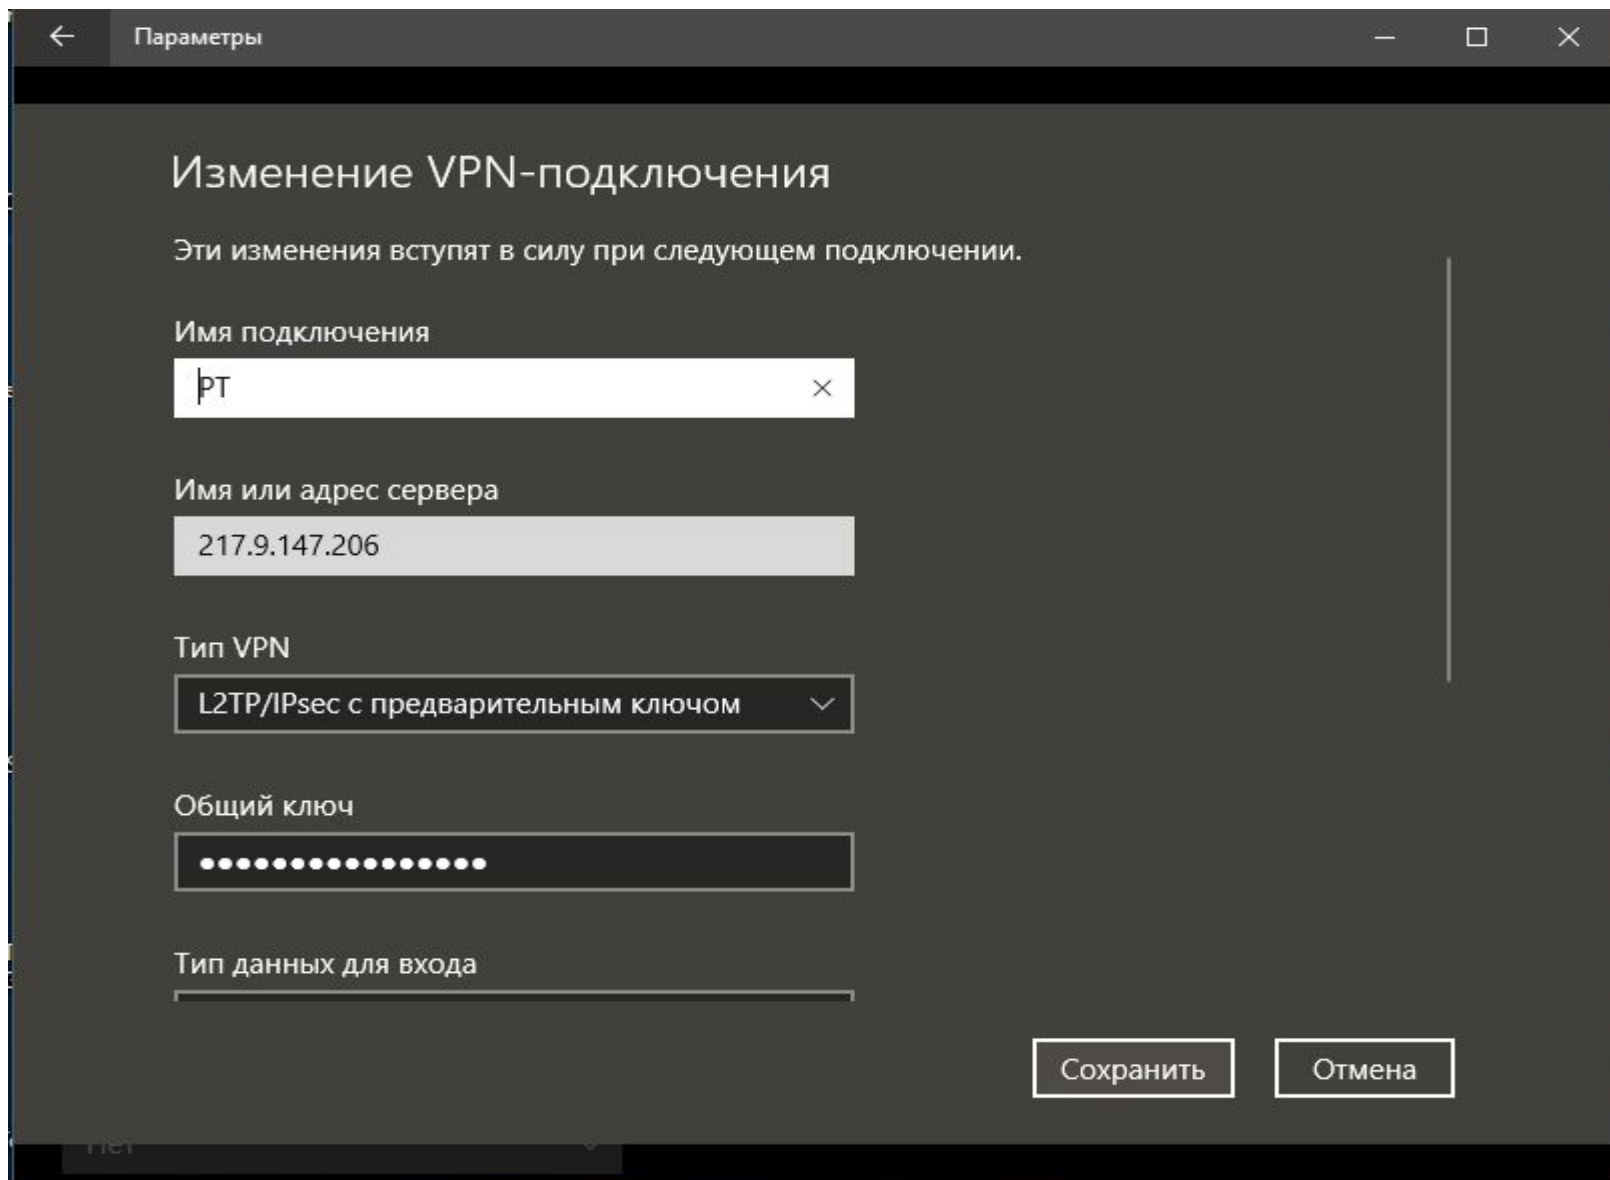 Параметры
Изменение VPN-подключения
Эти изменения вступят в силу при следующем подключении.
Имя подключения
РТ
Имя или адрес сервера
217.9.147.206
Тип VPN
L2TP/IPsec с предварительным ключом
Общий ключ
●●●●●●●●●●●●●●●●
Тип данных для входа
Сохранить
Отмена
Нет